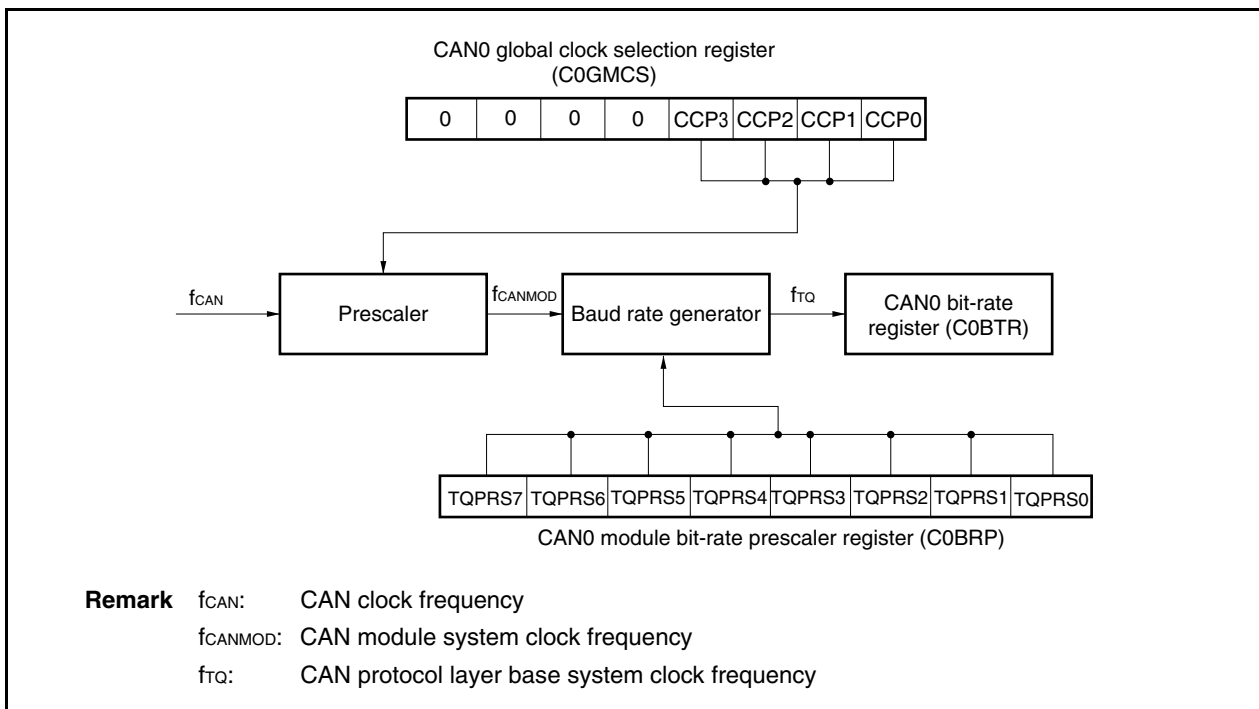 CAN0 global clock selection register
(C0GMCS)
0 0 0 0 CCP3 CCP2 CCP1 CCP0
fCAN
Prescaler
fCANMOD
Baud rate generator
fTQ
CAN0 bit-rate
register (C0BTR)
TQPRS7 TQPRS6 TQPRS5 TQPRS4 TQPRS3 TQPRS2 TQPRS1 TQPRS0
CAN0 module bit-rate prescaler register (C0BRP)
Remark fCAN: CAN clock frequency
fCANMOD: CAN module system clock frequency
fTQ: CAN protocol layer base system clock frequency